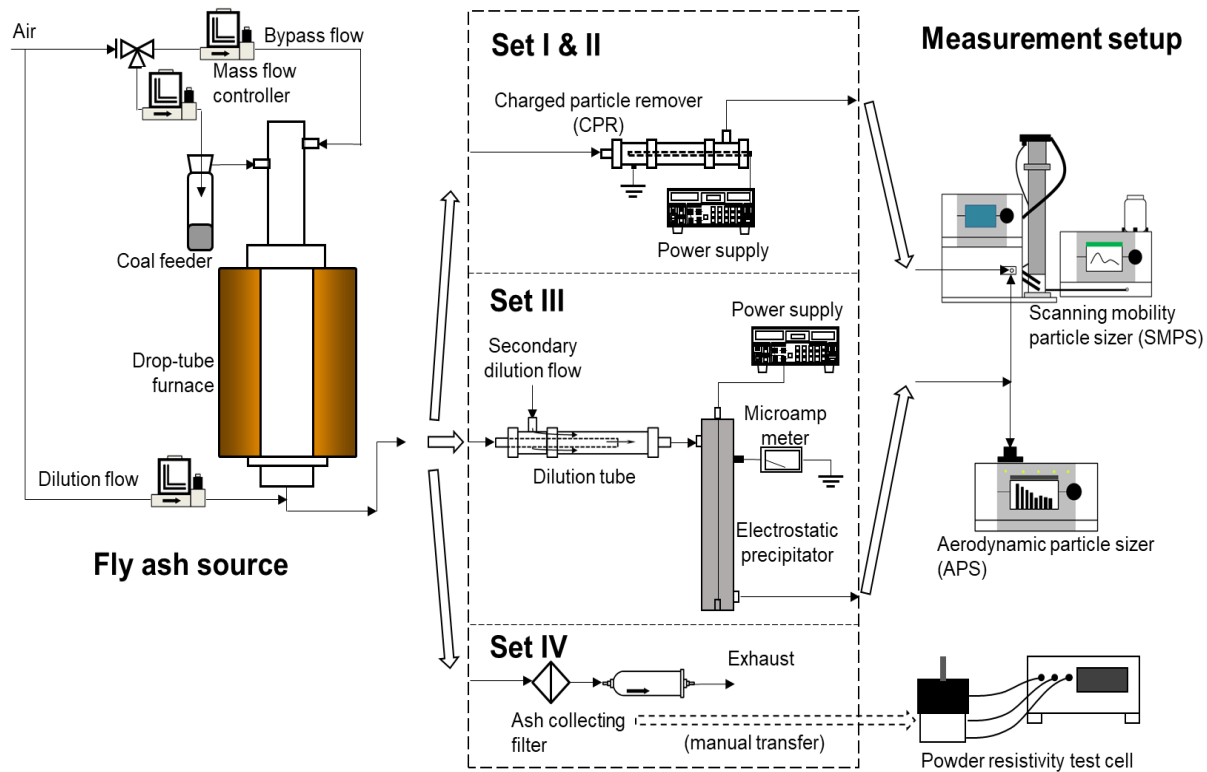 Air
Bypass flow
Mass flow
controller
Coal feeder
Drop-tube
furnace
Dilution flow
Fly ash source
Set I & II
Charged particle remover
(CPR)
Power supply
Set III
Power supply
Secondary
dilution flow
Microamp
meter
Dilution tube
Electrostatic
precipitator
Set IV
Exhaust
Ash collecting
filter
(manual transfer)
Measurement setup
Scanning mobility
particle sizer (SMPS)
Aerodynamic particle sizer
(APS)
Powder resistivity test cell